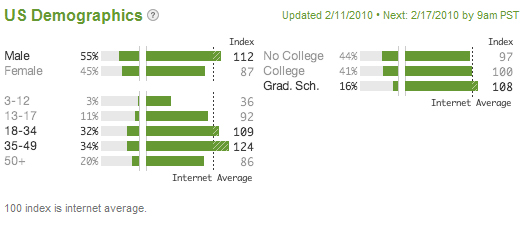 US Demographics ? Updated 2/11/2010 • Next: 2/17/2010 by 9am PST
Index
Male 55% 112
Female 45% 87
3-12 3% 36
13-17 11% 92
18-34 32% 109
35-49 34% 124
50+ 20% 86
Internet Average
Index
No College 44% 97
College 41% 100
Grad. Sch. 16% 108
Internet Average
100 index is internet average.